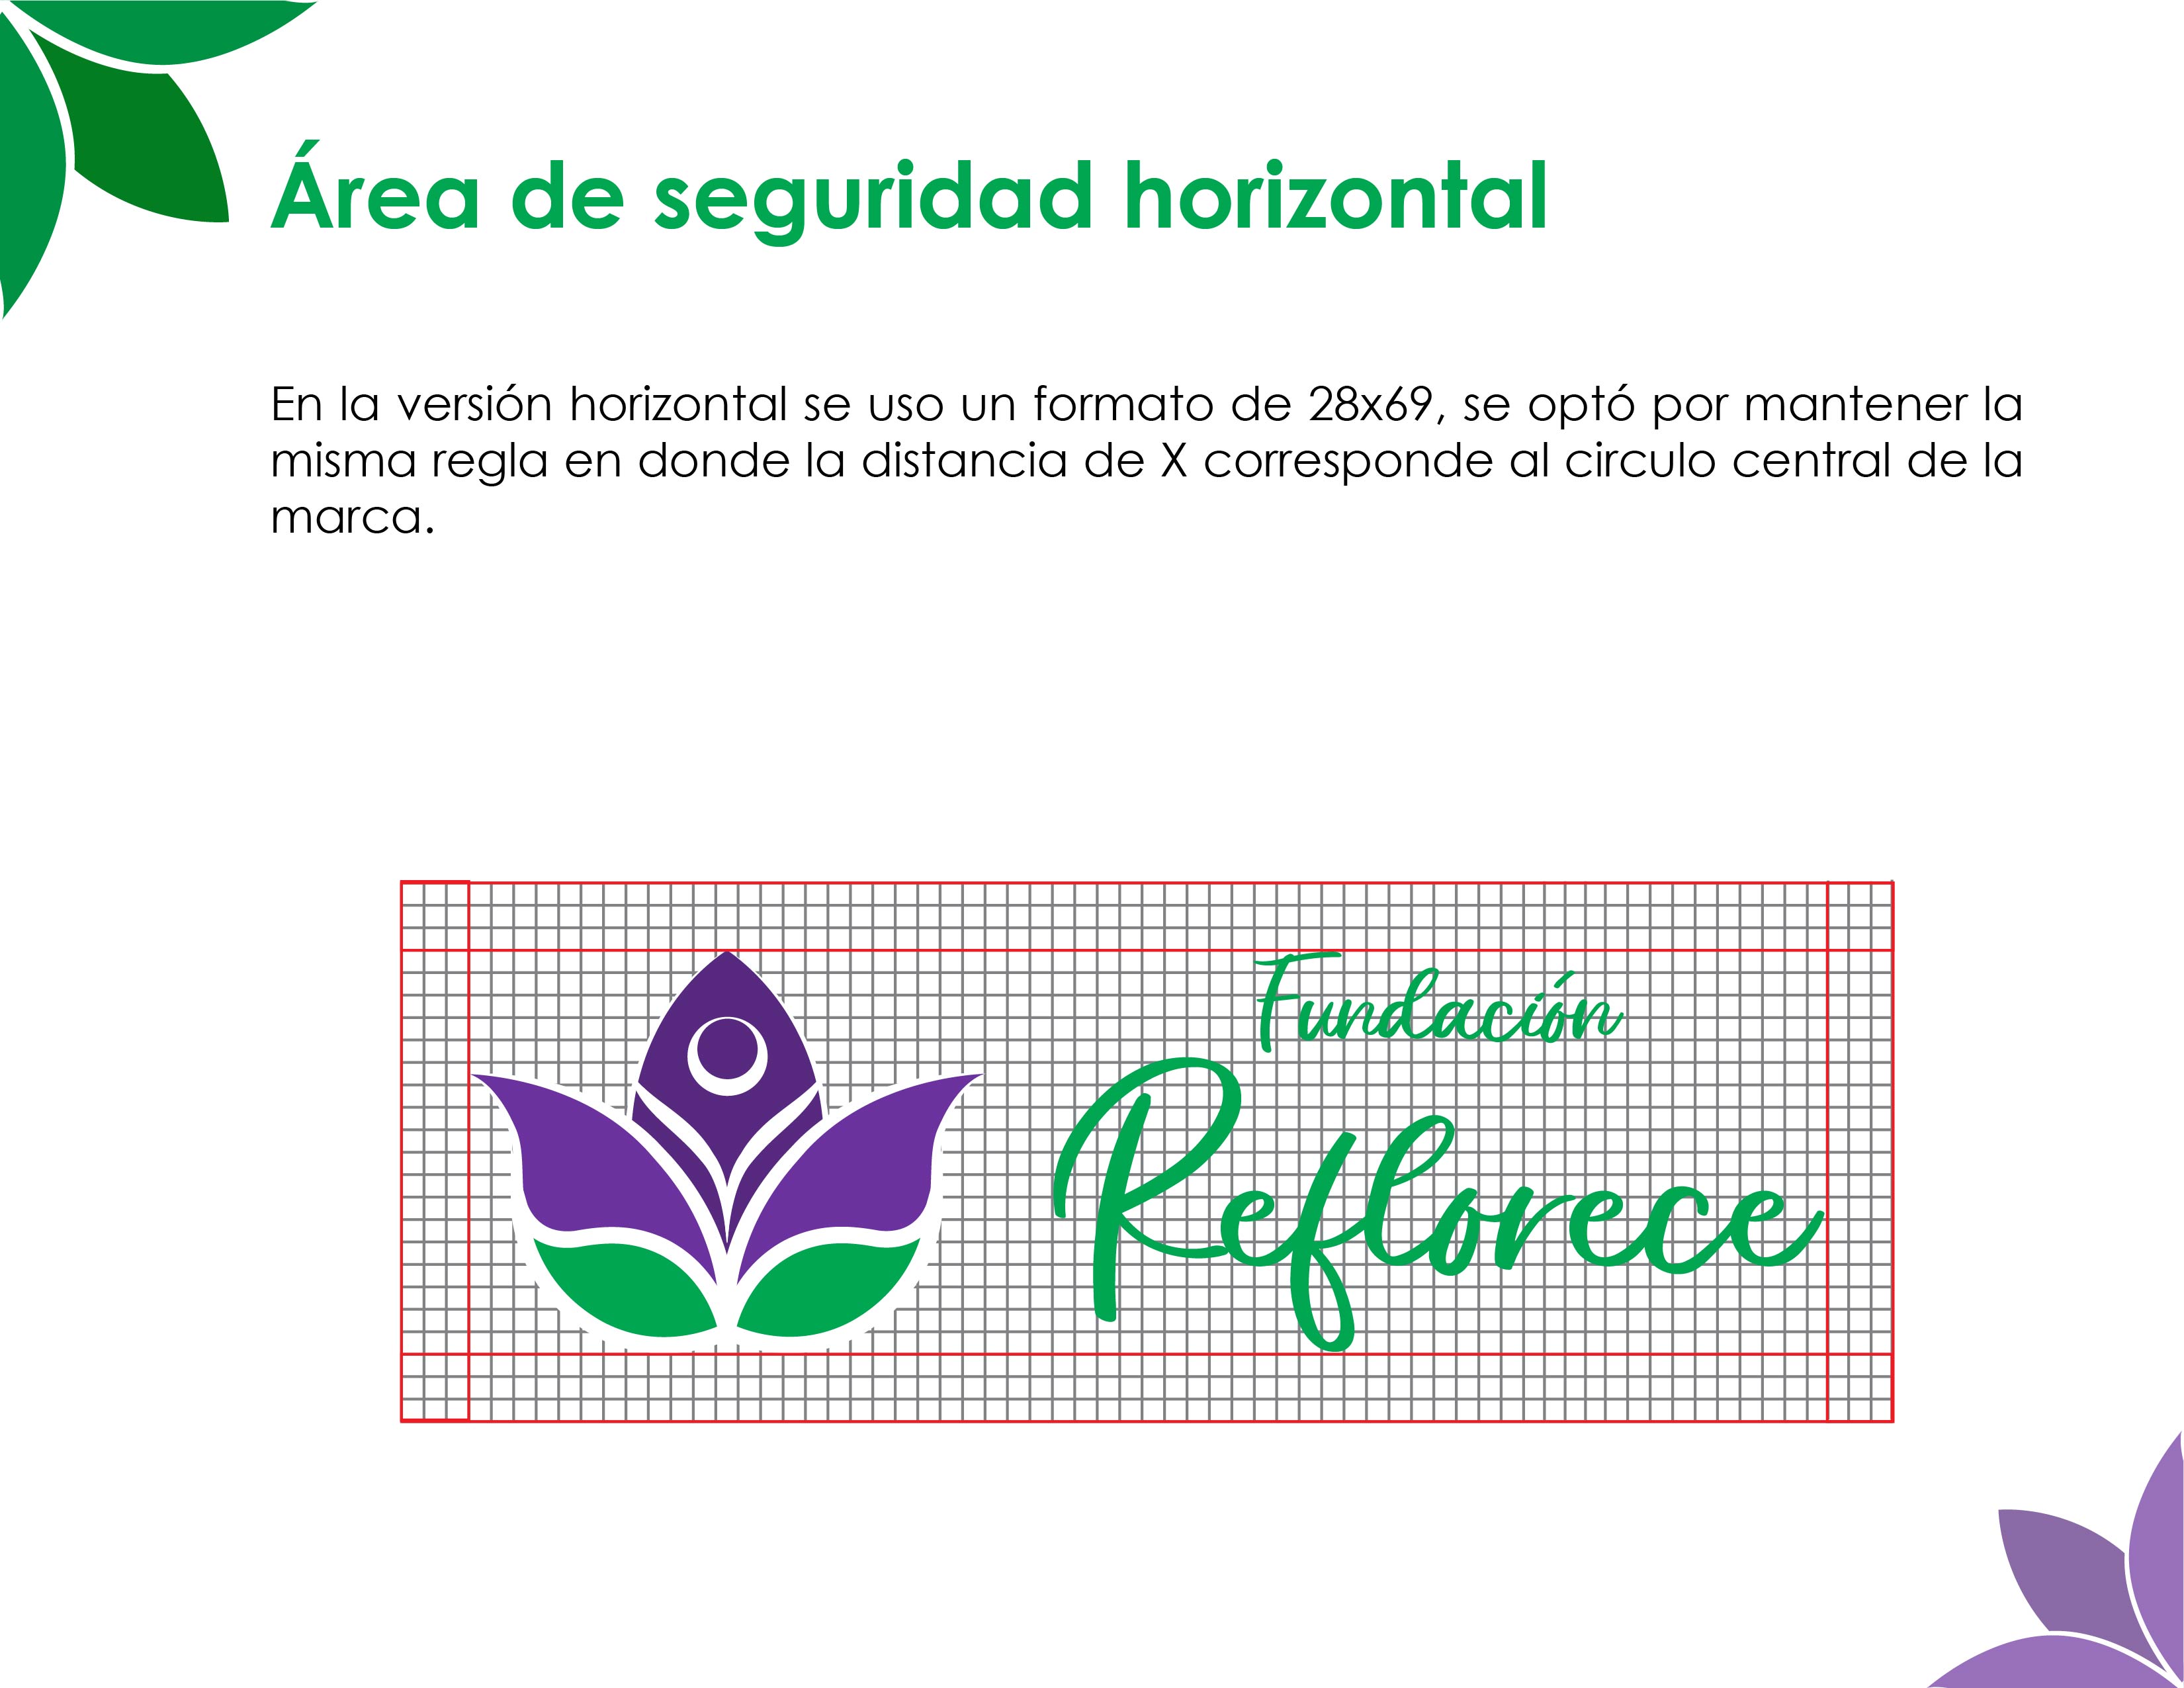 Área de seguridad horizontal
En la versión horizontal se uso un formato de 28x69, se optó por mantener la
misma regla en donde la distancia de X corresponde al circulo central de la
marca.
Fundación
Roflorcco